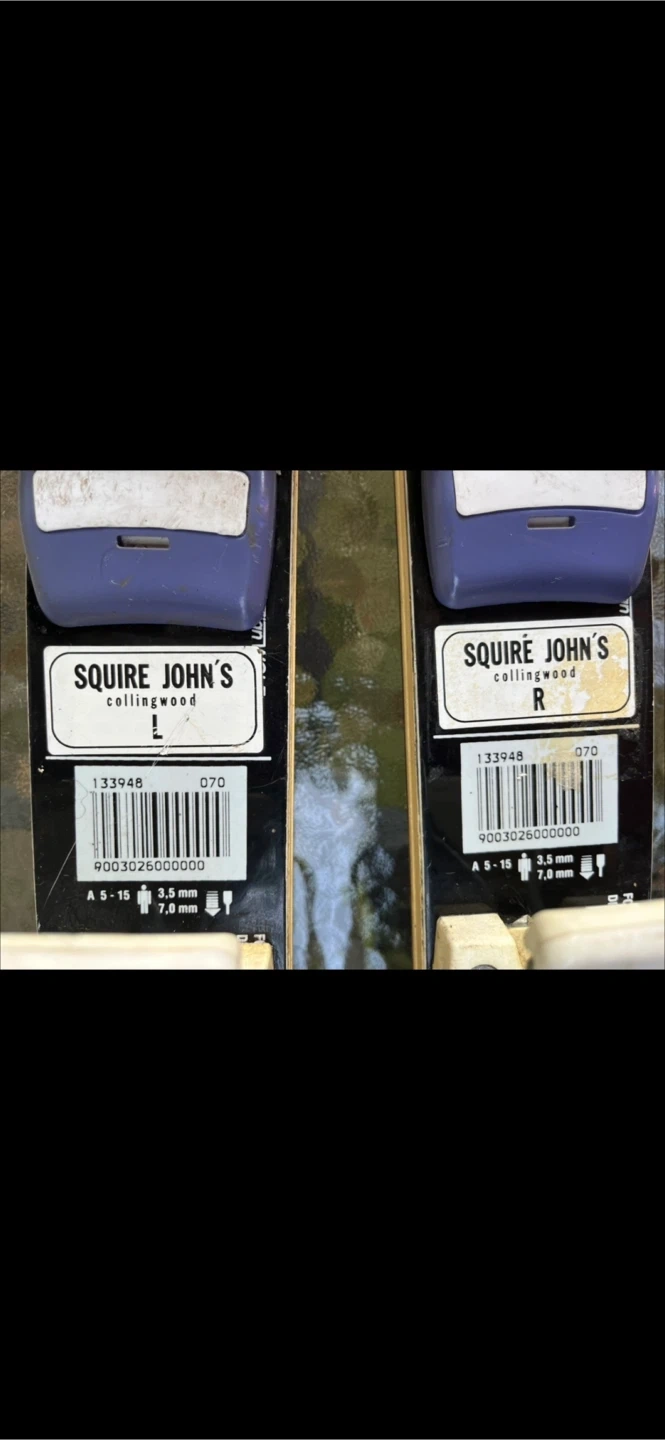 SQUIRE JOHN'S
collingwood
L
133948 070
9003026000000
A 5-15 3,5 mm
7,0 mm
SQUIRE JOHN'S
collingwood
R
133948 070
9003026000000
A 5-15 3,5 mm
7,0 mm